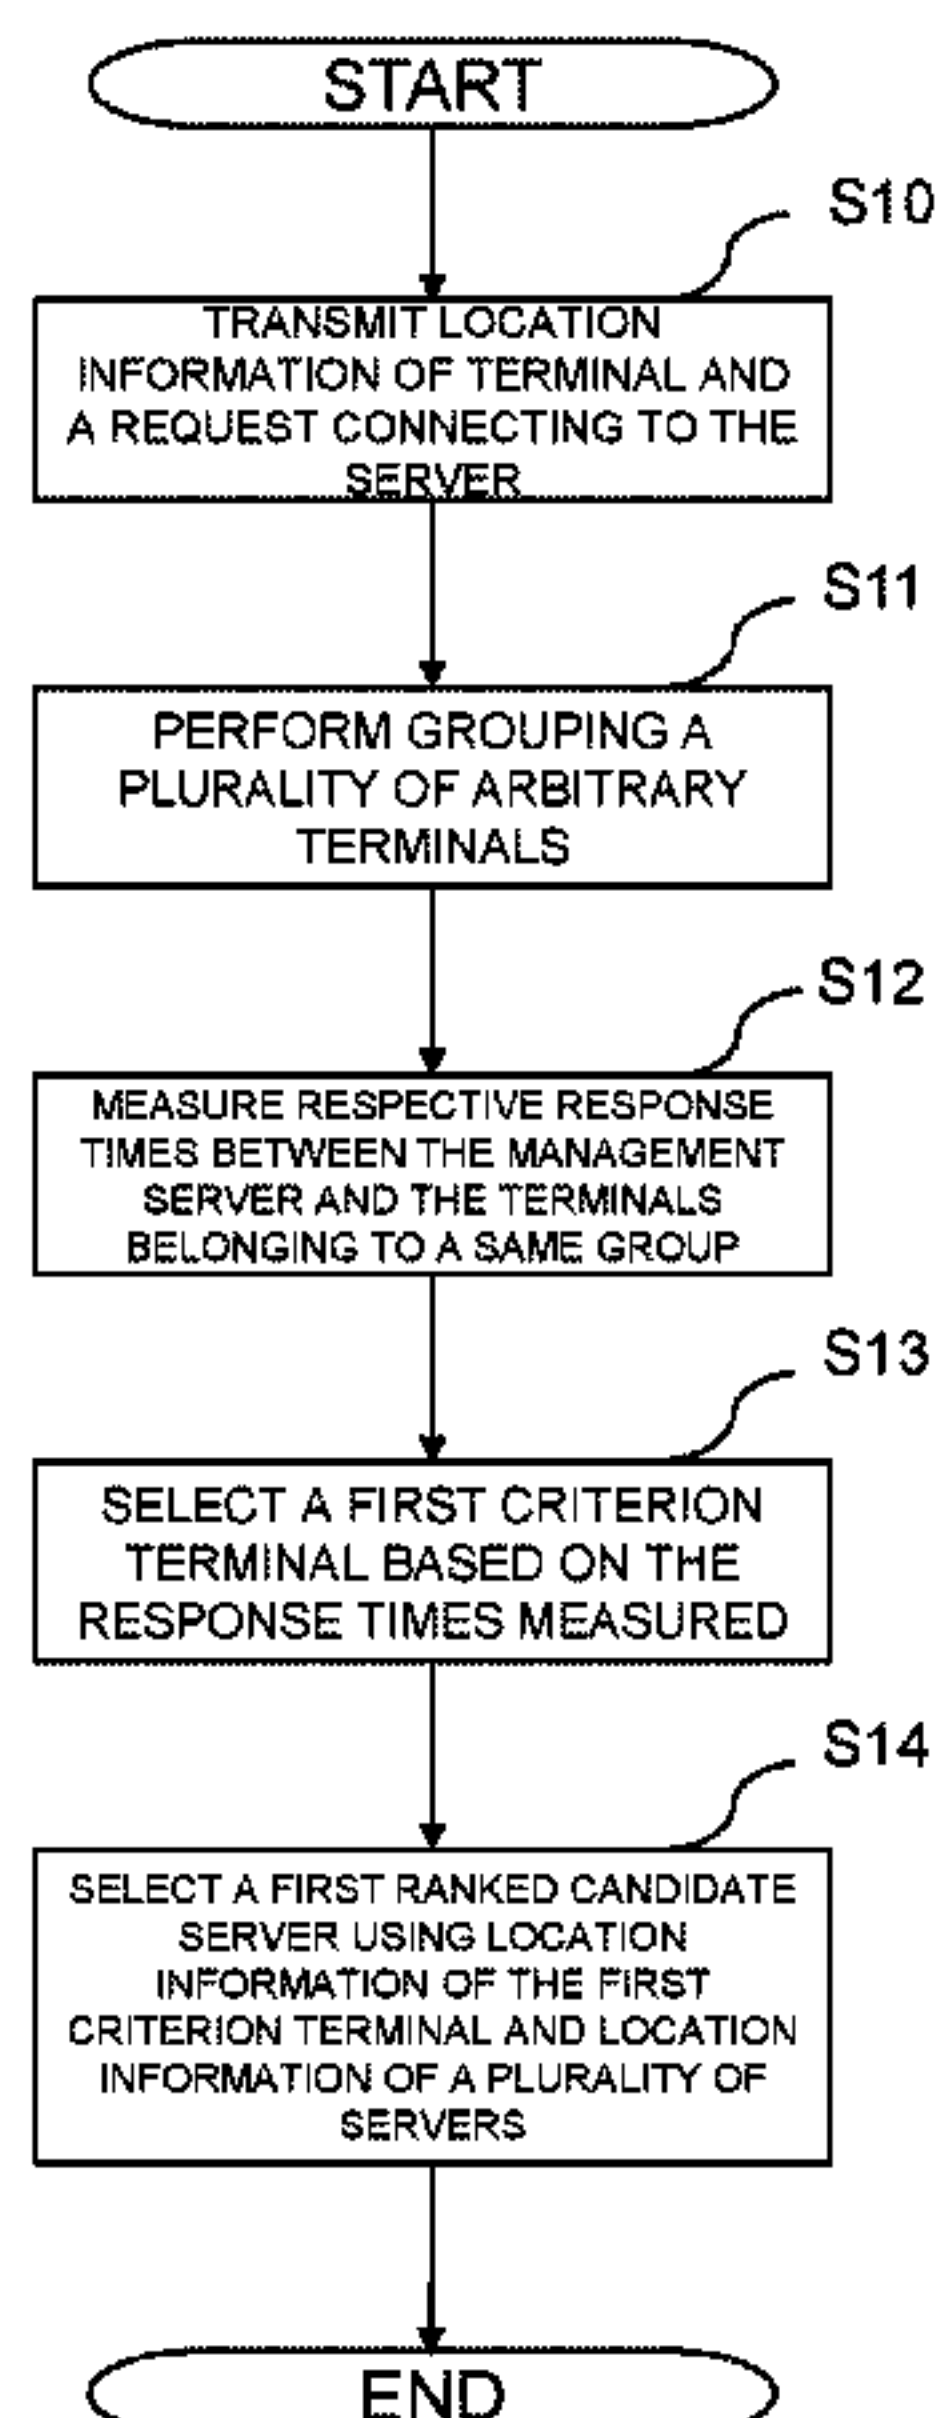 START
S10
TRANSMIT LOCATION
INFORMATION OF TERMINAL AND
A REQUEST CONNECTING TO THE
SERVER
S11
PERFORM GROUPING A
PLURALITY OF ARBITRARY
TERMINALS
S12
MEASURE RESPECTIVE RESPONSE
TIMES BETWEEN THE MANAGEMENT
SERVER AND THE TERMINALS
BELONGING TO A SAME GROUP
S13
SELECT A FIRST CRITERION
TERMINAL BASED ON THE
RESPONSE TIMES MEASURED
S14
SELECT A FIRST RANKED CANDIDATE
SERVER USING LOCATION
INFORMATION OF THE FIRST
CRITERION TERMINAL AND LOCATION
INFORMATION OF A PLURALITY OF
SERVERS
END